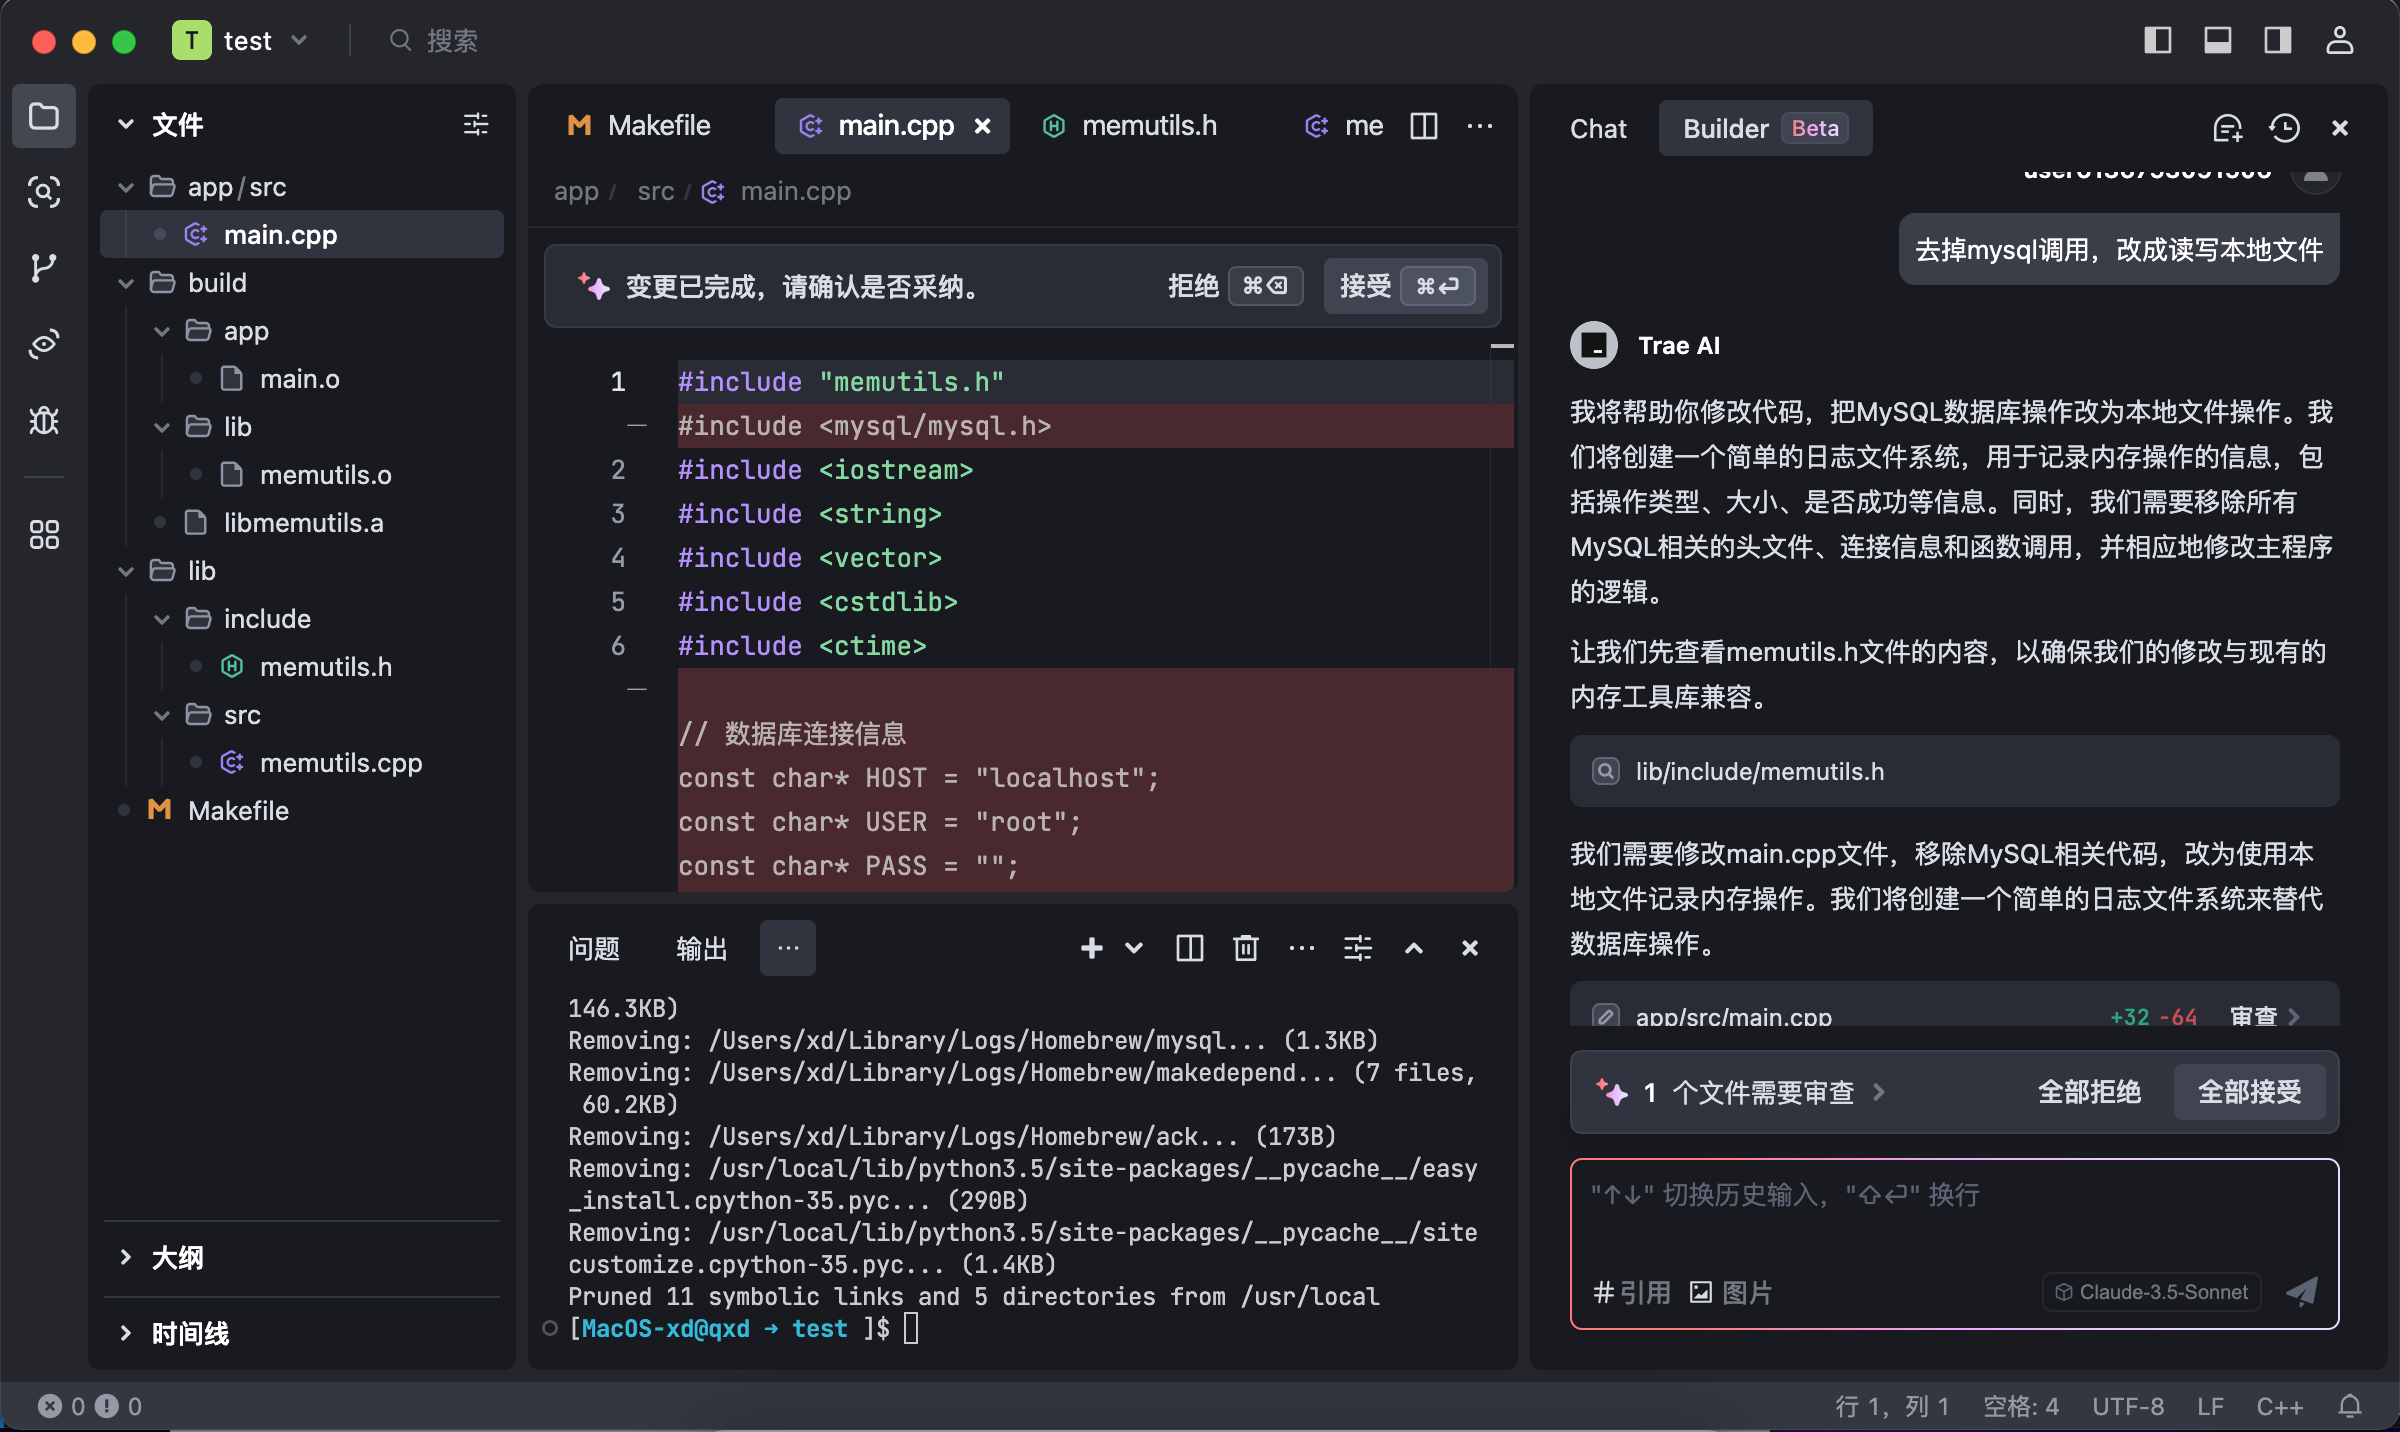 T test 搜索
文件
app/src
main.cpp
build
app
main.o
lib
memutils.o
libmemutils.a
lib
include
memutils.h
src
memutils.cpp
Makefile
大纲
时间线
Makefile main.cpp memutils.h me
app / src / main.cpp
变更已完成，请确认是否采纳。 拒绝 ⌘⌫ 接受 ⌘⏎
1 #include "memutils.h"
— #include <mysql/mysql.h>
2 #include <iostream>
3 #include <string>
4 #include <vector>
5 #include <cstdlib>
6 #include <ctime>
—
// 数据库连接信息
const char* HOST = "localhost";
const char* USER = "root";
const char* PASS = "";
问题 输出 ···
146.3KB)
Removing: /Users/xd/Library/Logs/Homebrew/mysql... (1.3KB)
Removing: /Users/xd/Library/Logs/Homebrew/makedepend... (7 files,
60.2KB)
Removing: /Users/xd/Library/Logs/Homebrew/ack... (173B)
Removing: /usr/local/lib/python3.5/site-packages/__pycache__/easy
_install.cpython-35.pyc... (290B)
Removing: /usr/local/lib/python3.5/site-packages/__pycache__/site
customize.cpython-35.pyc... (1.4KB)
Pruned 11 symbolic links and 5 directories from /usr/local
[MacOS-xd@qxd → test ]$
Chat Builder Beta
去掉mysql调用，改成读写本地文件
Trae AI
我将帮助你修改代码，把MySQL数据库操作改为本地文件操作。我
们将创建一个简单的日志文件系统，用于记录内存操作的信息，包
括操作类型、大小、是否成功等信息。同时，我们需要移除所有
MySQL相关的头文件、连接信息和函数调用，并相应地修改主程序
的逻辑。
让我们先查看memutils.h文件的内容，以确保我们的修改与现有的
内存工具库兼容。
lib/include/memutils.h
我们需要修改main.cpp文件，移除MySQL相关代码，改为使用本
地文件记录内存操作。我们将创建一个简单的日志文件系统来替代
数据库操作。
app/src/main.cpp +32 -64 审查
1 个文件需要审查 全部拒绝 全部接受
"↑↓" 切换历史输入，"⇧⏎" 换行
#引用 图片 Claude-3.5-Sonnet
0 0 行 1，列 1 空格: 4 UTF-8 LF C++